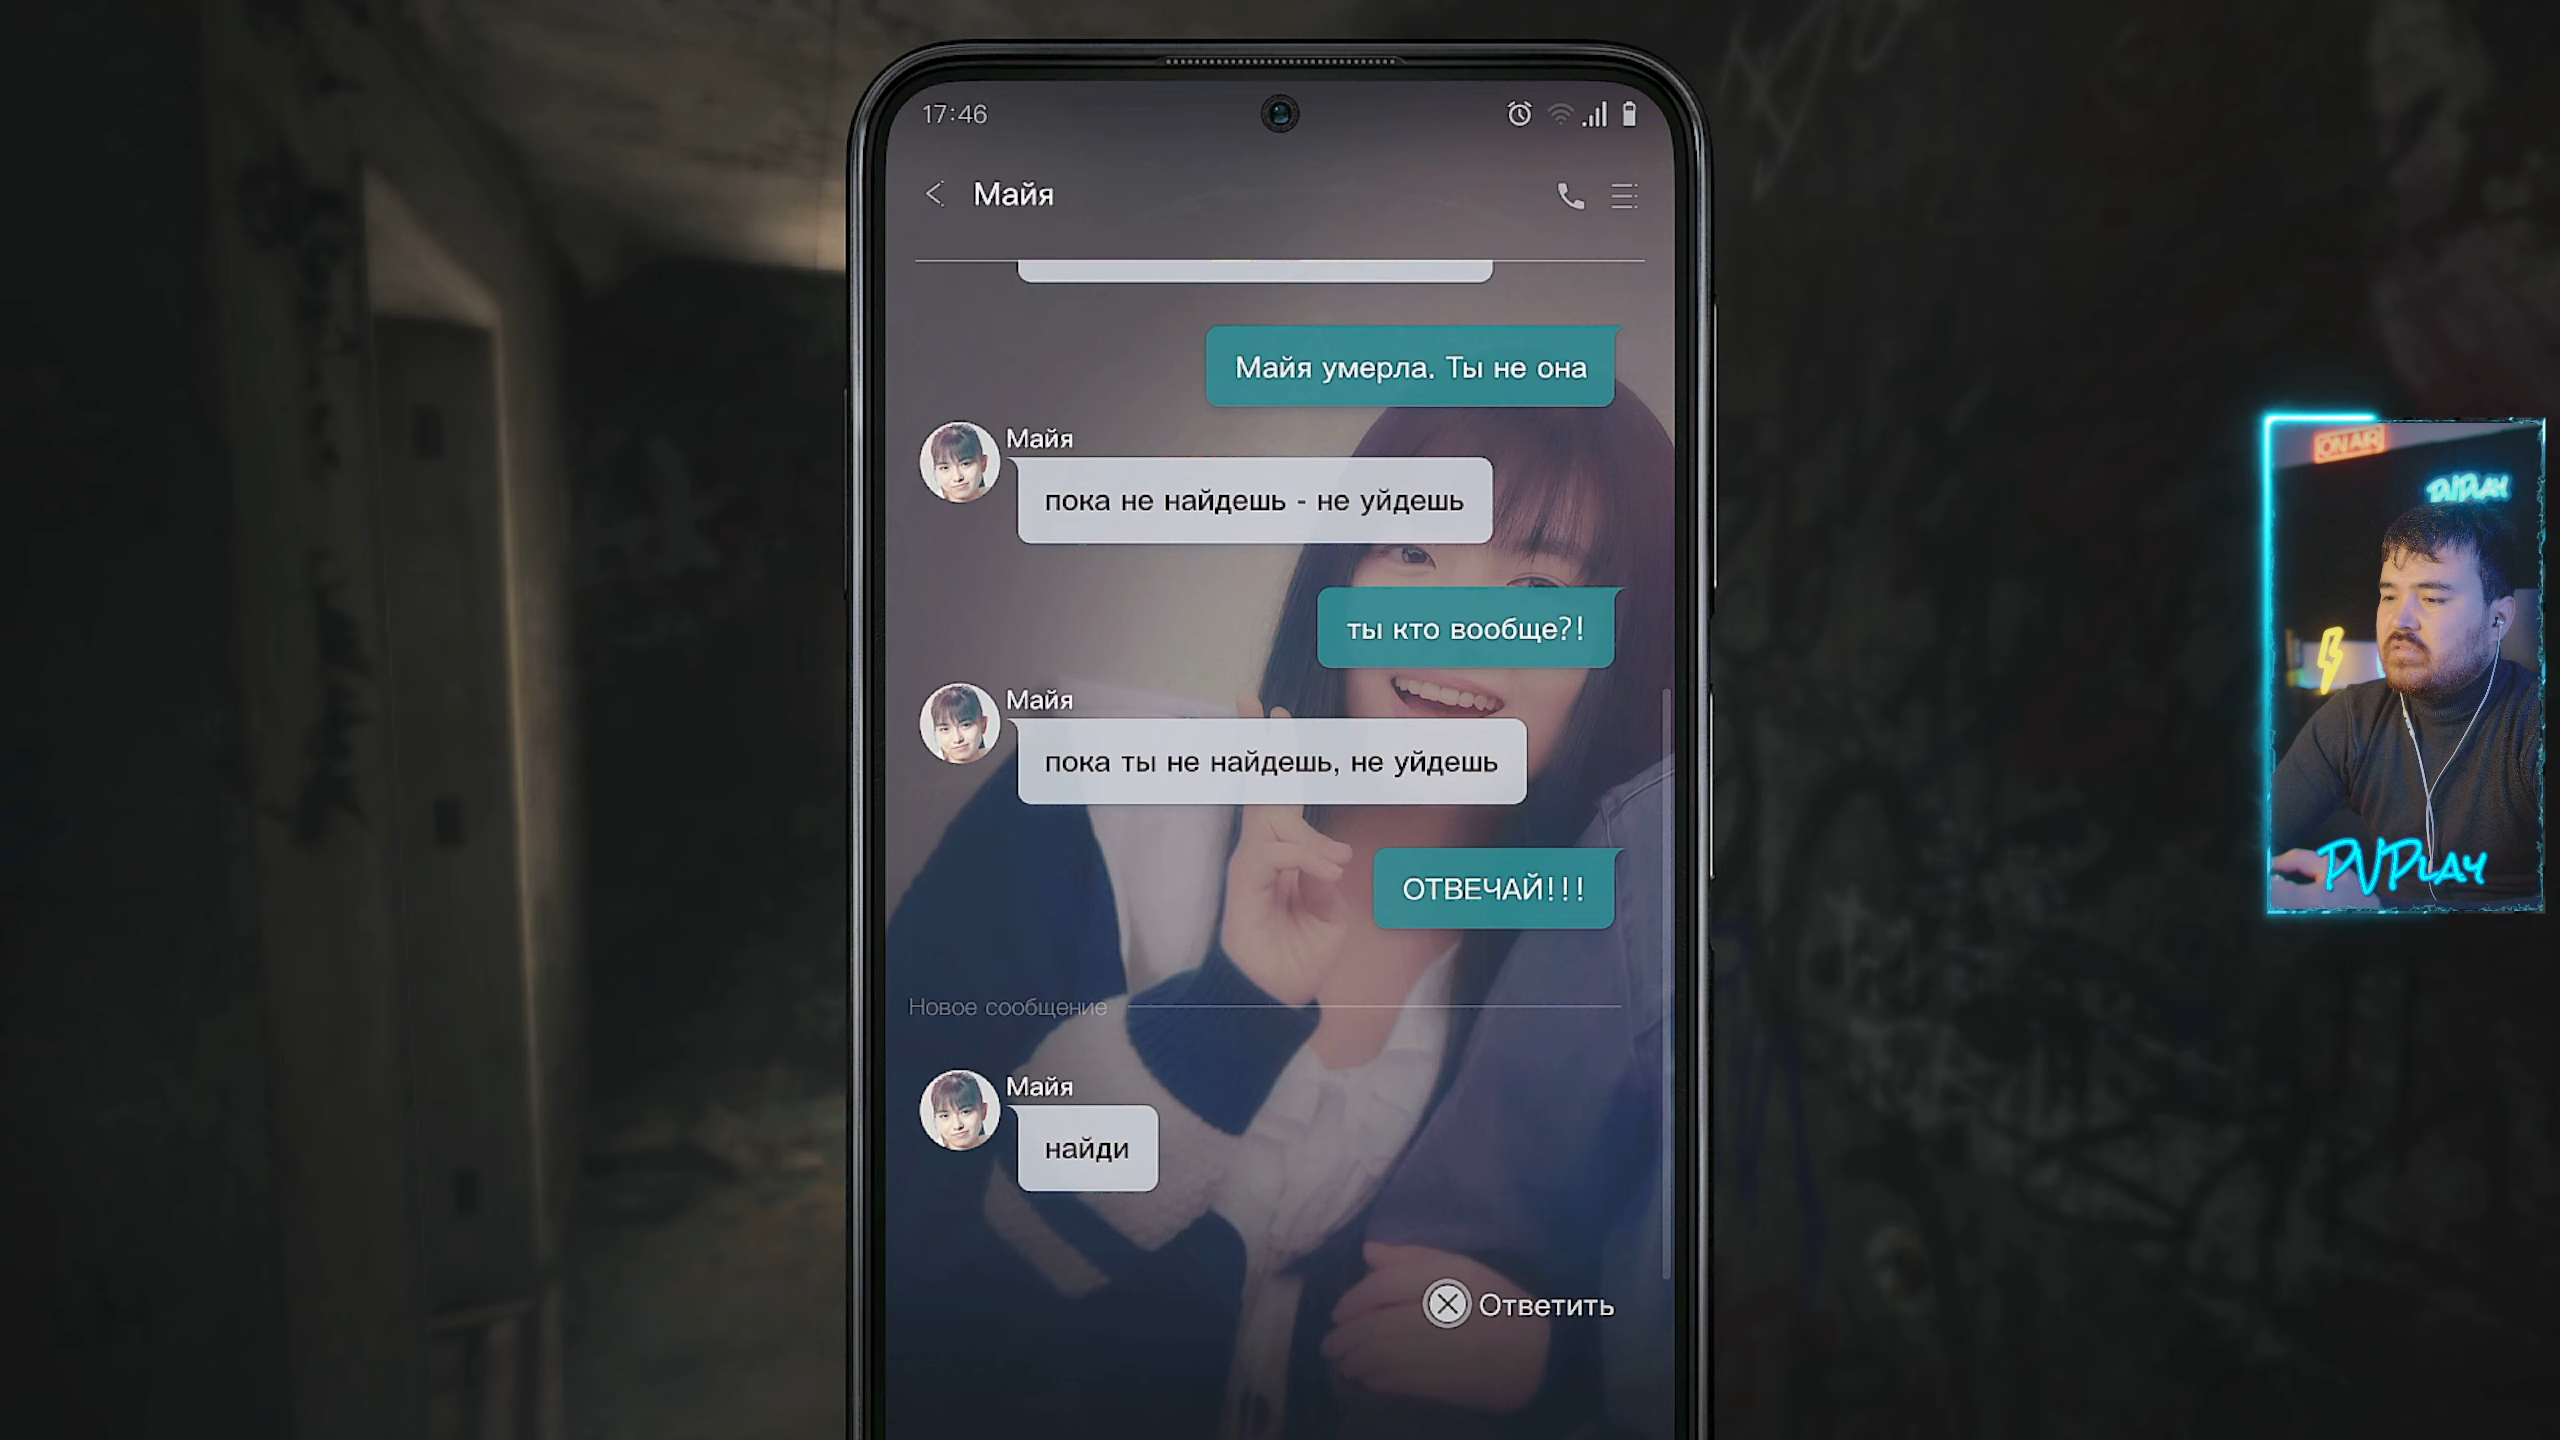 17:46
Майя
Майя умерла. Ты не она
Майя
пока не найдешь - не уйдешь
ты кто вообще?!
Майя
пока ты не найдешь, не уйдешь
ОТВЕЧАЙ!!!
Новое сообщение
Майя
найди
Ответить
ON AIR
PVPLAY
PVPLAY